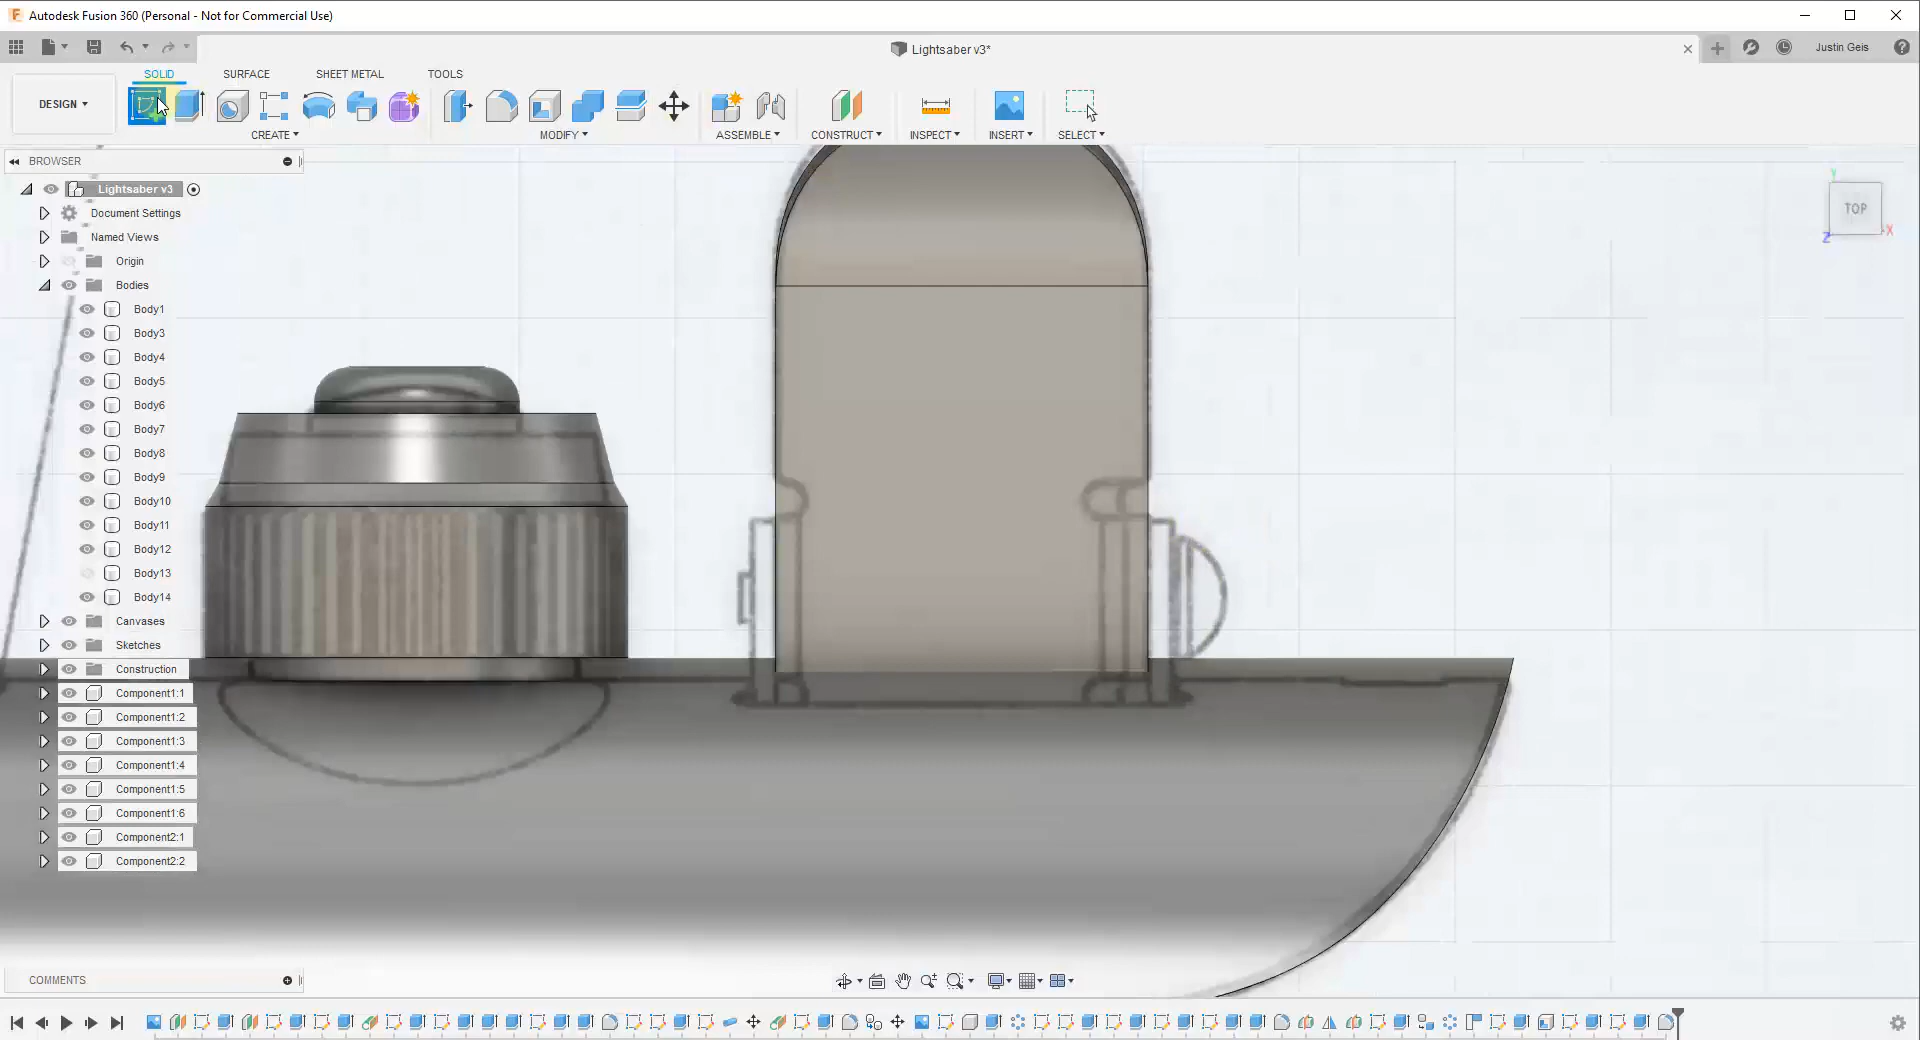 Autodesk Fusion 360 (Personal - Not for Commercial Use)
Lightsaber v3*
Justin Geis
SOLID SURFACE SHEET METAL TOOLS
DESIGN
CREATE MODIFY ASSEMBLE CONSTRUCT INSPECT INSERT SELECT
BROWSER
Lightsaber v3
Document Settings
Named Views
Origin
Bodies
Body1
Body3
Body4
Body5
Body6
Body7
Body8
Body9
Body10
Body11
Body12
Body13
Body14
Canvases
Sketches
Construction
Component1:1
Component1:2
Component1:3
Component1:4
Component1:5
Component1:6
Component2:1
Component2:2
Y
TOP
X
Z
COMMENTS